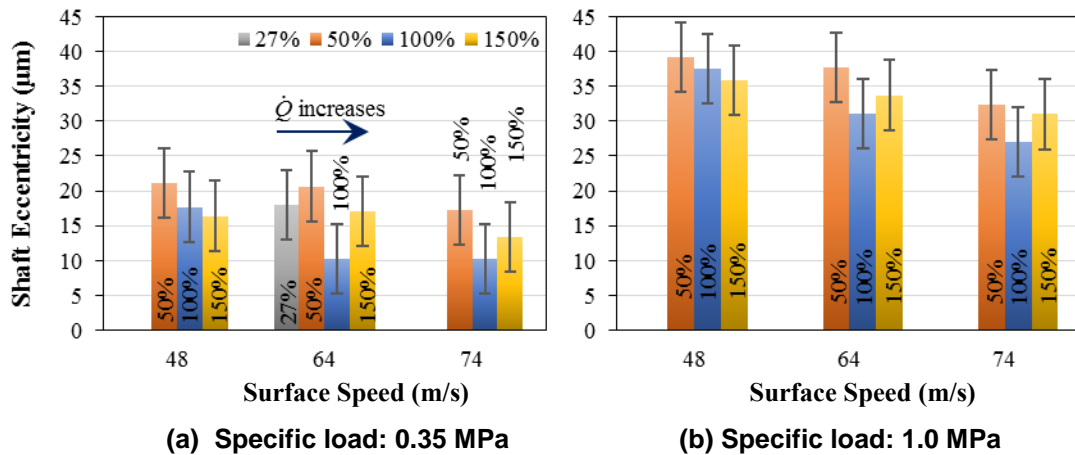 Shaft Eccentricity (μm)
45
40
35
30
25
20
15
10
5
0
27% 50% 100% 150%
Q̇ increases
50% 100% 150%
27% 50% 100% 150%
50% 100% 150%
48 64 74
Surface Speed (m/s)
(a) Specific load: 0.35 MPa
45
40
35
30
25
20
15
10
5
0
50% 100% 150%
50% 100% 150%
50% 100% 150%
48 64 74
Surface Speed (m/s)
(b) Specific load: 1.0 MPa